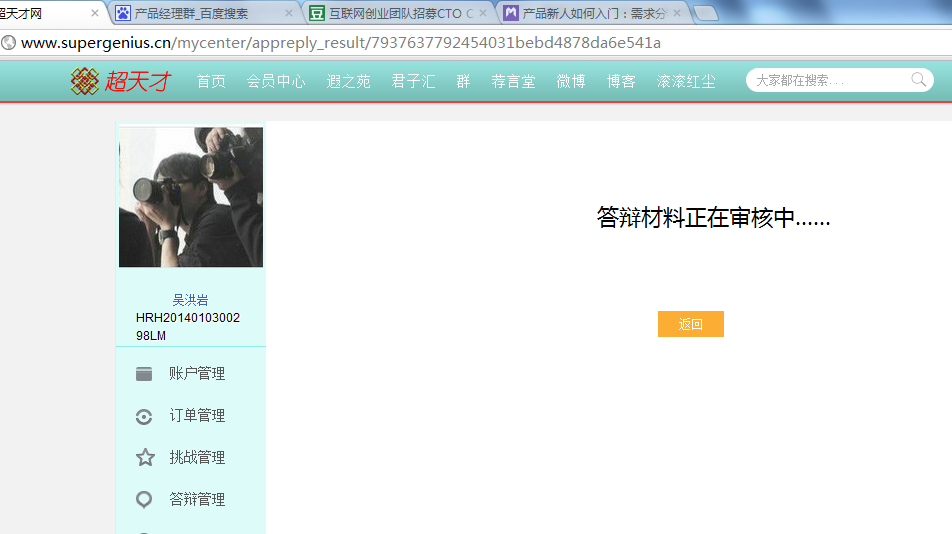 超天才网
产品经理群_百度搜索
互联网创业团队招募CTO C
产品新人如何入门：需求分
www.supergenius.cn/mycenter/appreply_result/7937637792454031bebd4878da6e541a
超天才 首页 会员中心 遐之苑 君子汇 群 荐言堂 微博 博客 滚滚红尘 大家都在搜索...
答辩材料正在审核中......
返回
吴洪岩
HRH20140103000
298LM
账户管理
订单管理
挑战管理
答辩管理